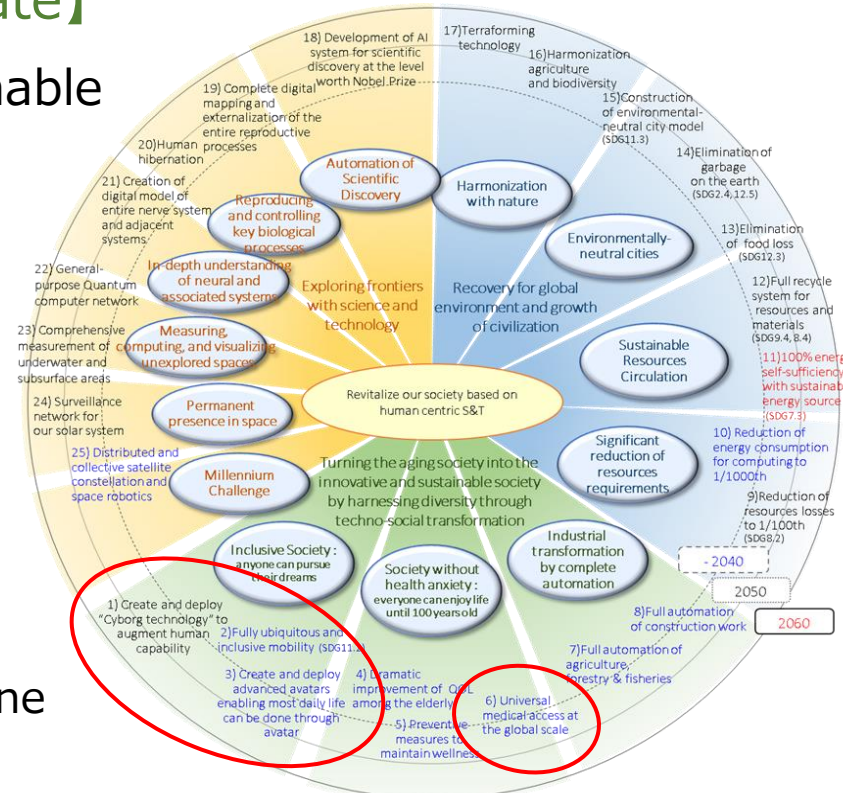 ate】
nable
18) Development of AI
system for scientific
discovery at the level
worth Nobel Prize
17)Terraforming
technology
16)Harmonization
agriculture
and biodiversity
15)Construction
of environmental-
neutral city model
(SDG11.3)
14)Elimination of
garbage
on the earth
(SDG2.4, 12.5)
13)Elimination
of food loss
(SDG12.3)
12)Full recycle
system for
resources and
materials
(SDG9.4, 8.4)
11)100% energ
self-sufficiency
with sustainab
energy source
(SDG7.3)
10) Reduction of
energy consumption
for computing to
1/1000th
9)Reduction of
resources losses
to 1/100th
(SDG8.2)
19) Complete digital
mapping and
externalization of the
entire reproductive
processes
20)Human
hibernation
21) Creation of
digital model of
entire nerve system
and adjacent
systems
22) General-
purpose Quantum
computer network
23) Comprehensive
measurement of
underwater and
subsurface areas
24) Surveillance
network for
our solar system
25) Distributed and
collective satellite
constellation and
space robotics
Automation of
Scientific
Discovery
Reproducing
and controlling
key biological
processes
In-depth understanding
of neural and
associated systems
Measuring,
computing, and visualizing
unexplored spaces
Permanent
presence in space
Millennium
Challenge
Exploring frontiers
with science and
technology
Harmonization
with nature
Environmentally-
neutral cities
Sustainable
Resources
Circulation
Significant
reduction of
resources
requirements
Recovery for global
environment and growth
of civilization
Revitalize our society based on
human centric S&T
Turning the aging society into the
innovative and sustainable society
by harnessing diversity through
techno-social transformation
Inclusive Society :
anyone can pursue
their dreams
Society without
health anxiety :
everyone can enjoy life
until 100 years old
Industrial
transformation
by complete
automation
- 2040
2050
2060
1) Create and deploy
"Cyborg technology" to
augment human
capability
2)Fully ubiquitous and
inclusive mobility (SDG11.2)
3) Create and deploy
advanced avatars
enabling most daily life
can be done through
avatar
4) Dramatic
improvement of QOL
among the elderly
5) Preventive
measures to
maintain wellness
6) Universal
medical access at
the global scale
7)Full automation of
agriculture,
forestry & fisheries
8)Full automation
of construction work
ne